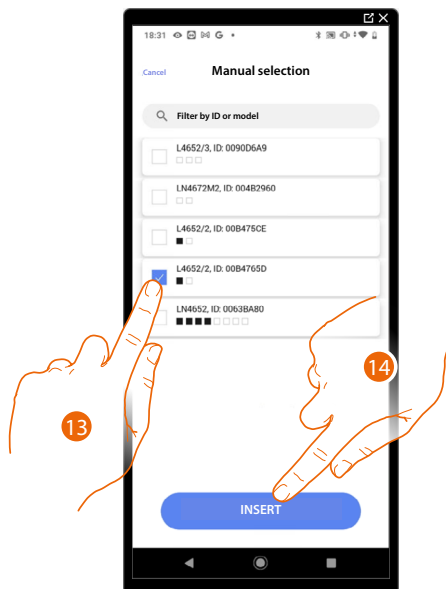 18:31 G
Cancel
Manual selection
Filter by ID or model
L4652/3, ID: 0090D6A9
LN4672M2, ID: 004B2960
L4652/2, ID: 00B475CE
L4652/2, ID: 00B4765D
LN4652, ID: 0063BA80
13
14
INSERT